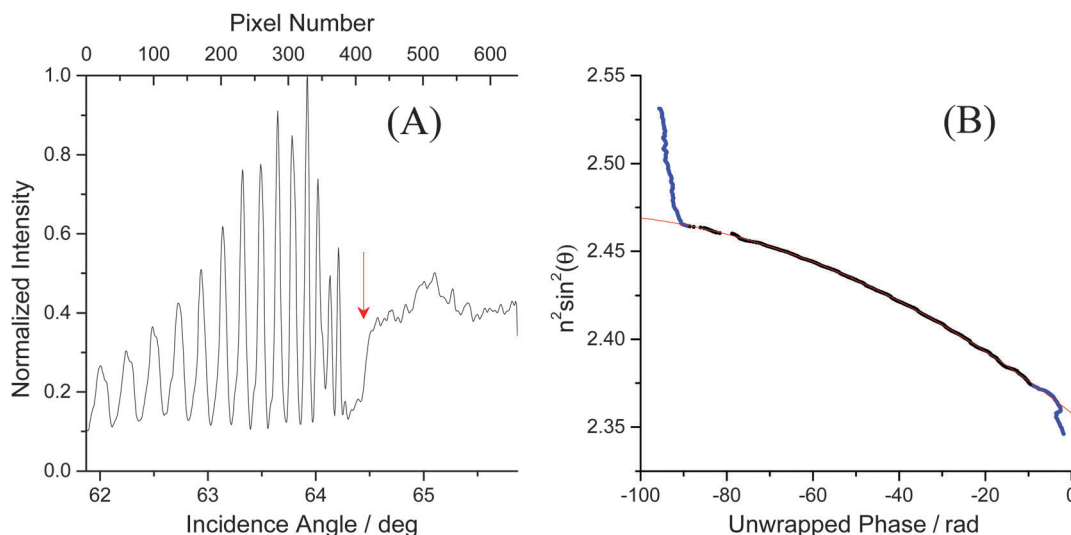 Pixel Number
0 100 200 300 400 500 600
1.0
0.8
0.6
0.4
0.2
0.0
Normalized Intensity
(A)
62 63 64 65
Incidence Angle / deg
2.55
2.50
2.45
2.40
2.35
n²sin²(θ)
(B)
-100 -80 -60 -40 -20 0
Unwrapped Phase / rad